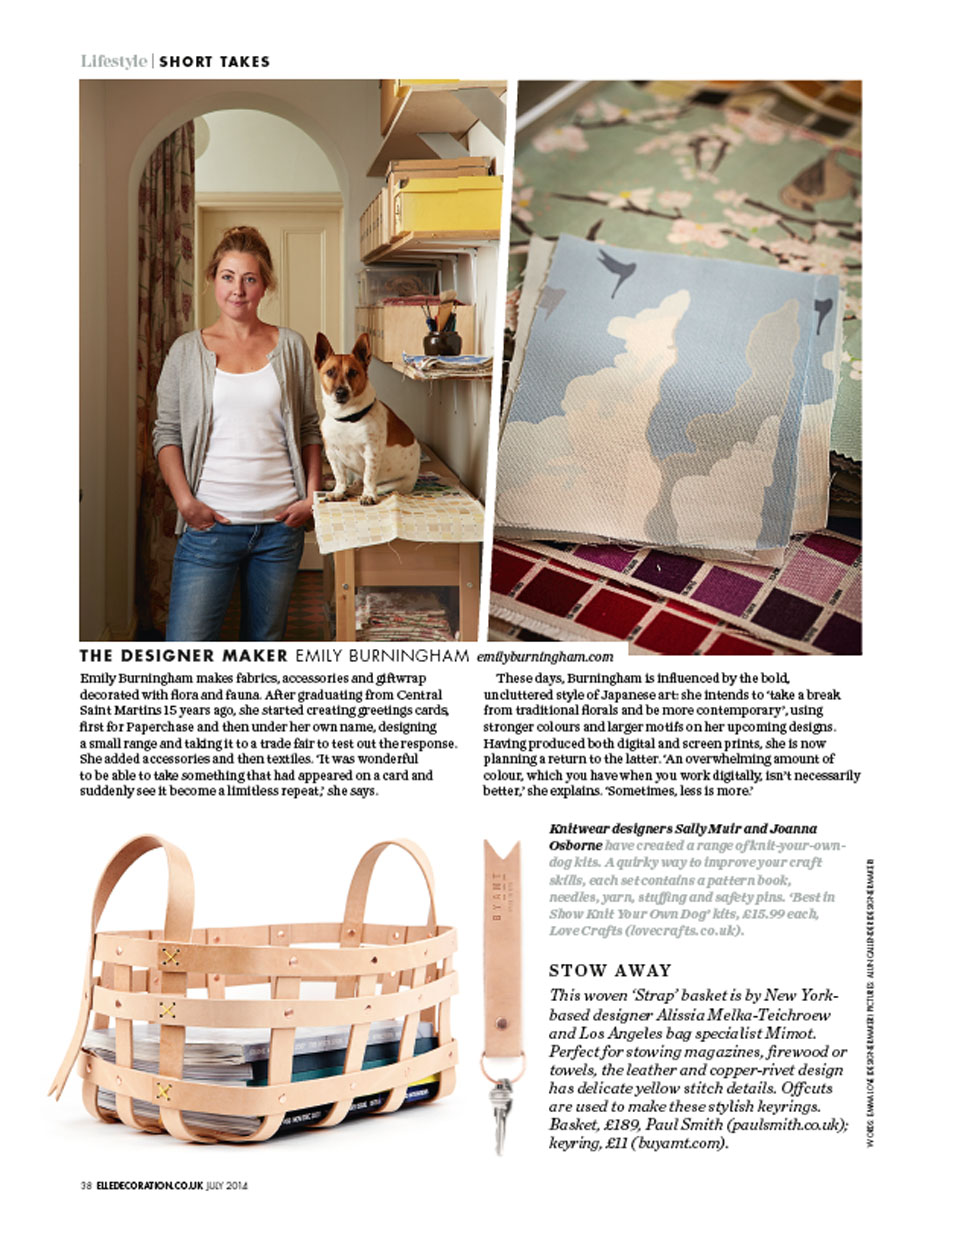 Lifestyle | SHORT TAKES
THE DESIGNER MAKER EMILY BURNINGHAM emilyburningham.com
Emily Burningham makes fabrics, accessories and giftwrap
decorated with flora and fauna. After graduating from Central
Saint Martins 15 years ago, she started creating greetings cards,
first for Paperchase and then under her own name, designing
a small range and taking it to a trade fair to test out the response.
She added accessories and then textiles. ‘It was wonderful
to be able to take something that had appeared on a card and
suddenly see it become a limitless repeat,’ she says.
These days, Burningham is influenced by the bold,
uncluttered style of Japanese art: she intends to ‘take a break
from traditional florals and be more contemporary’, using
stronger colours and larger motifs on her upcoming designs.
Having produced both digital and screen prints, she is now
planning a return to the latter. ‘An overwhelming amount of
colour, which you have when you work digitally, isn’t necessarily
better,’ she explains. ‘Sometimes, less is more.’
Knitwear designers Sally Muir and Joanna
Osborne have created a range of knit-your-own-
dog kits. A quirky way to improve your craft
skills, each set contains a pattern book,
needles, yarn, stuffing and safety pins. ‘Best in
Show Knit Your Own Dog’ kits, £15.99 each,
Love Crafts (lovecrafts.co.uk).
BYAMT
STOW AWAY
This woven ‘Strap’ basket is by New York-
based designer Alissia Melka-Teichroew
and Los Angeles bag specialist Mimot.
Perfect for stowing magazines, firewood or
towels, the leather and copper-rivet design
has delicate yellow stitch details. Offcuts
are used to make these stylish keyrings.
Basket, £189, Paul Smith (paulsmith.co.uk);
keyring, £11 (buyamt.com).
WORDS: EMMA LOVE (DESIGNER MAKER) PICTURES: ALUN CALLENDER (DESIGNER MAKER)
38 ELLEDECORATION.CO.UK JULY 2014